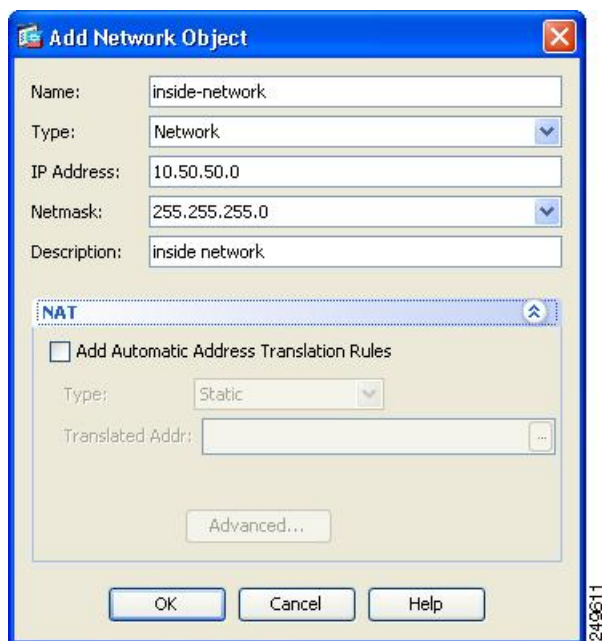 Add Network Object
Name: inside-network
Type: Network
IP Address: 10.50.50.0
Netmask: 255.255.255.0
Description: inside network
NAT
Add Automatic Address Translation Rules
Type: Static
Translated Addr: ...
Advanced...
OK Cancel Help
249611